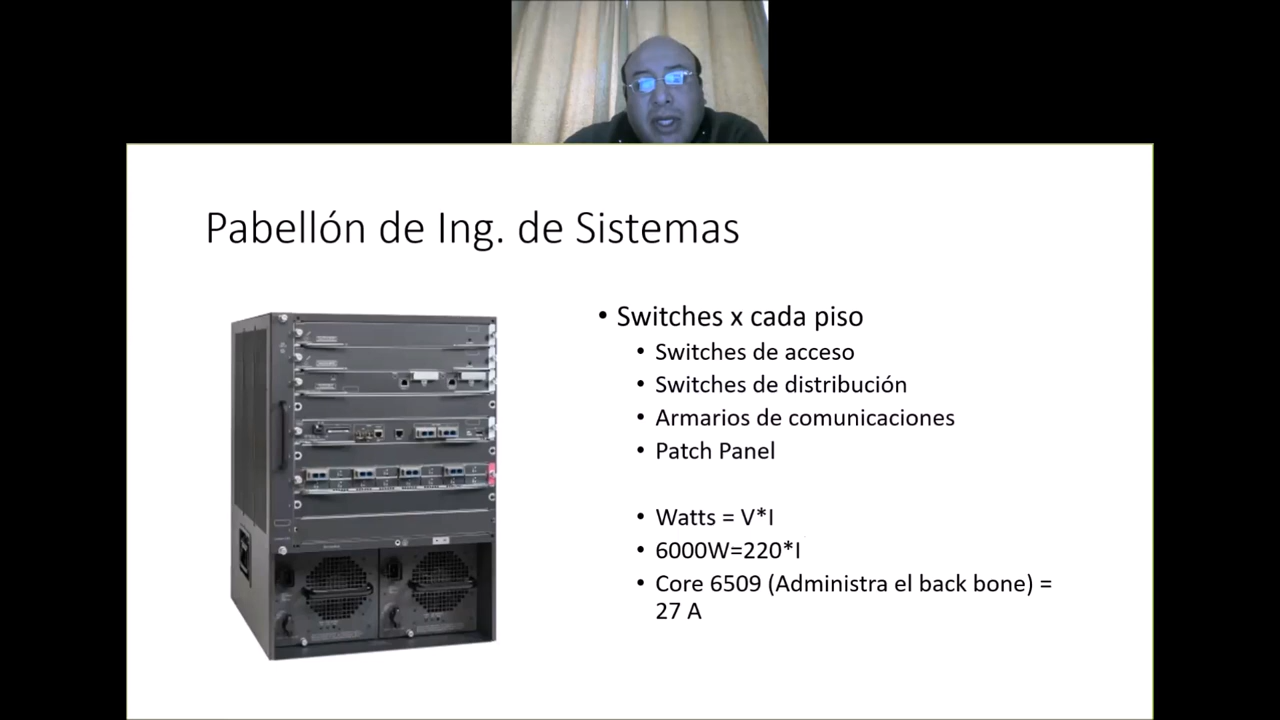 Pabellón de Ing. de Sistemas
• Switches x cada piso
• Switches de acceso
• Switches de distribución
• Armarios de comunicaciones
• Patch Panel
• Watts = V*I
• 6000W=220*I
• Core 6509 (Administra el back bone) =
27 A